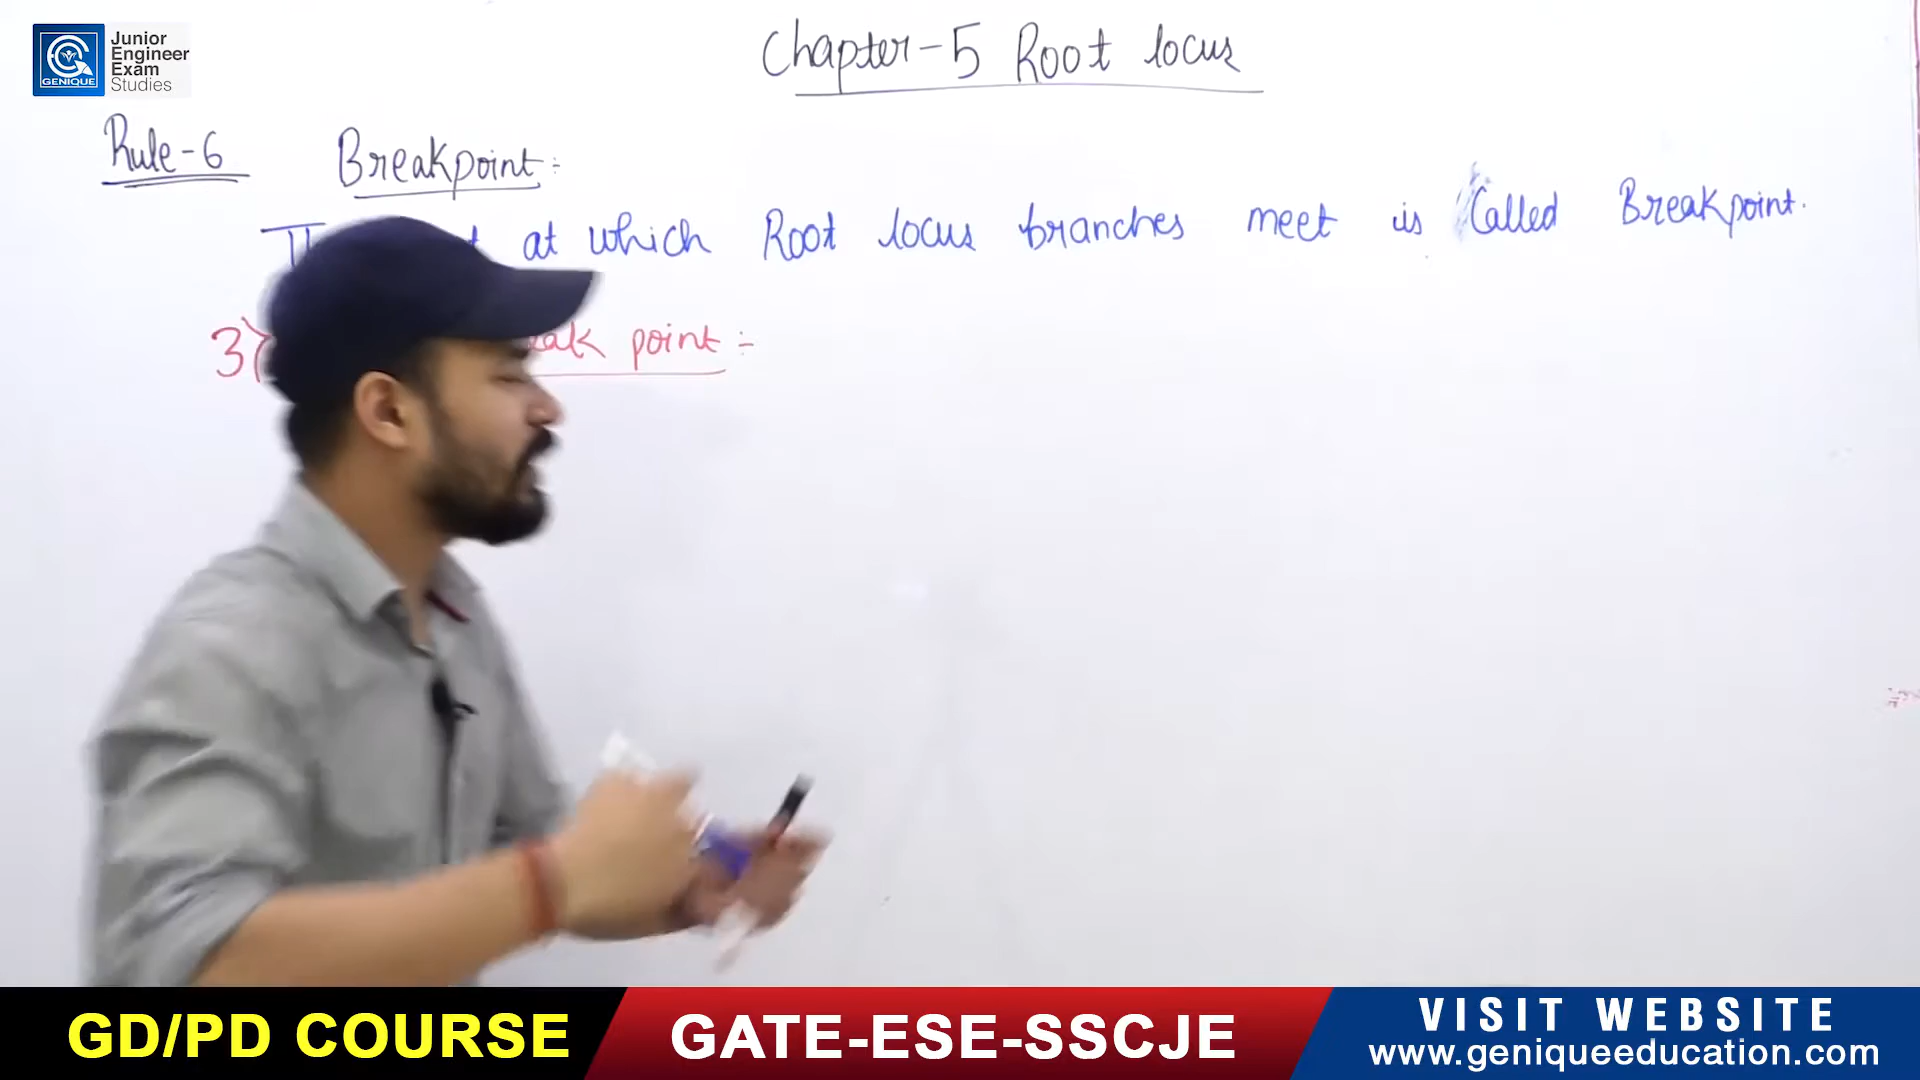 GENIQUE
Junior
Engineer
Exam
Studies
Chapter-5 Root locus
Rule-6 Breakpoint:
at which Root locus branches meet is Called Breakpoint.
3) point:-
GD/PD COURSE
GATE-ESE-SSCJE
VISIT WEBSITE
www.geniqueeducation.com